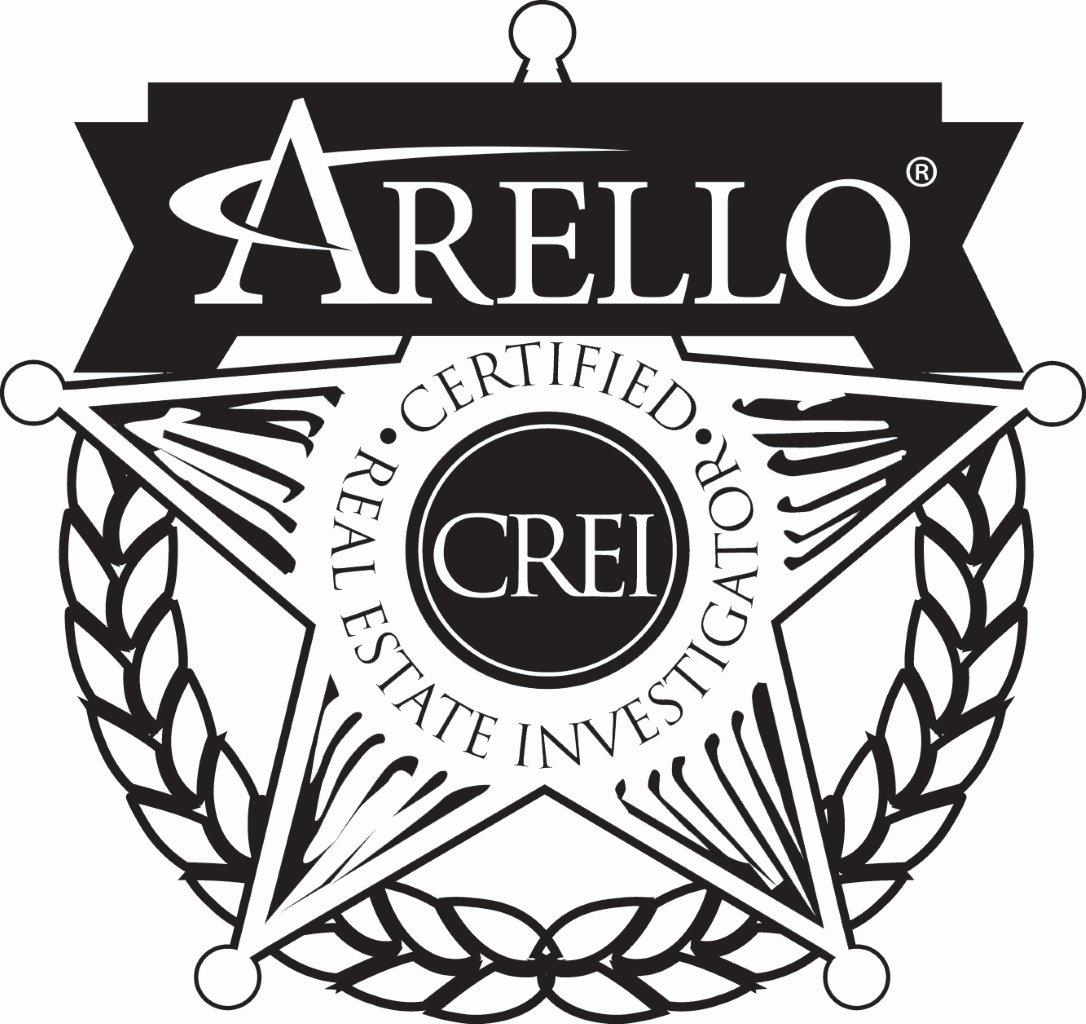 ARELLO®
• CERTIFIED •
REAL ESTATE INVESTIGATOR
CREI